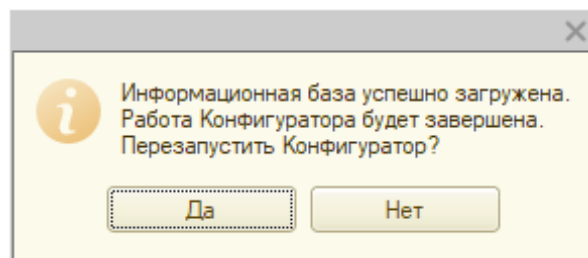 Информационная база успешно загружена.
Работа Конфигуратора будет завершена.
Перезапустить Конфигуратор?
Да
Нет